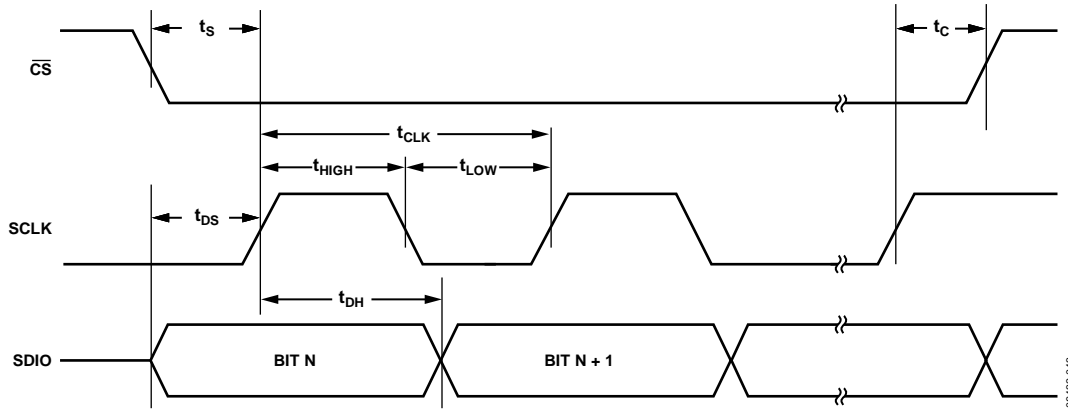 tS
tC
CS
tCLK
tHIGH
tLOW
tDS
SCLK
tDH
SDIO
BIT N
BIT N + 1